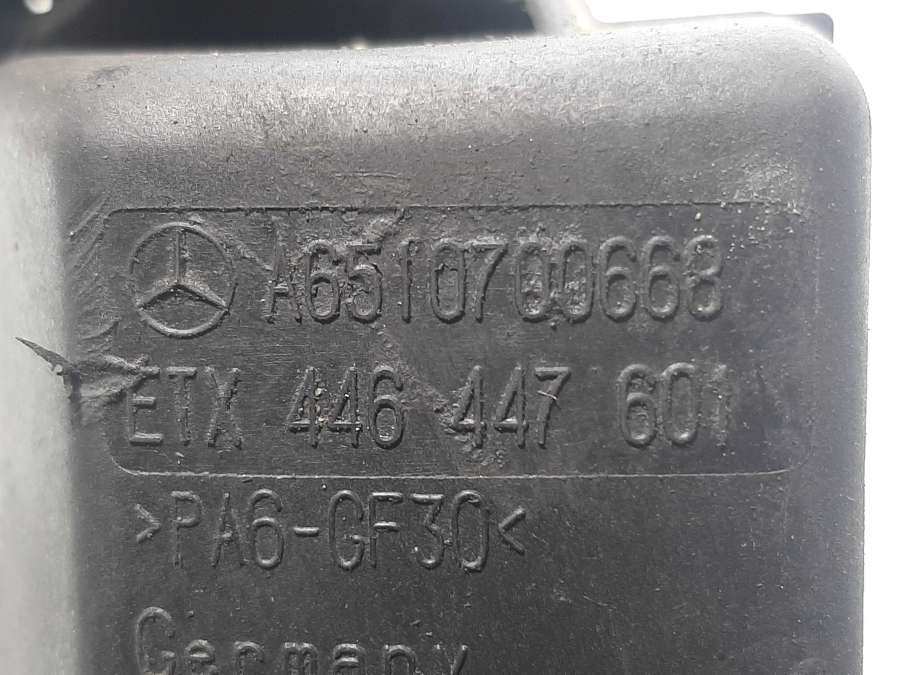 A6510700668
ETX 446 447 601
>PA6-GF30<
Germany